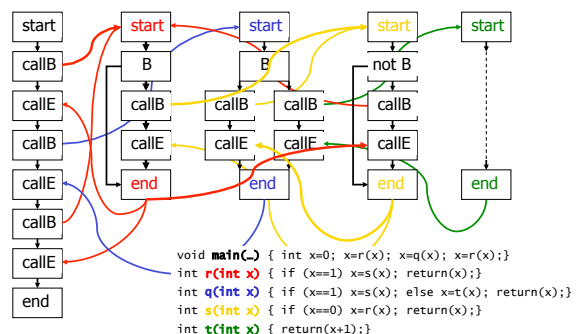 start start start start start
callB B B not B
callE callB callB callB callB
callB callE callE callE callE
callE end end end end
callB
callE
end
void main(…) { int x=0; x=r(x); x=q(x); x=r(x);}
int r(int x) { if (x==1) x=s(x); return(x);}
int q(int x) { if (x==1) x=s(x); else x=t(x); return(x);}
int s(int x) { if (x==0) x=r(x); return(x);}
int t(int x) { return(x+1);}